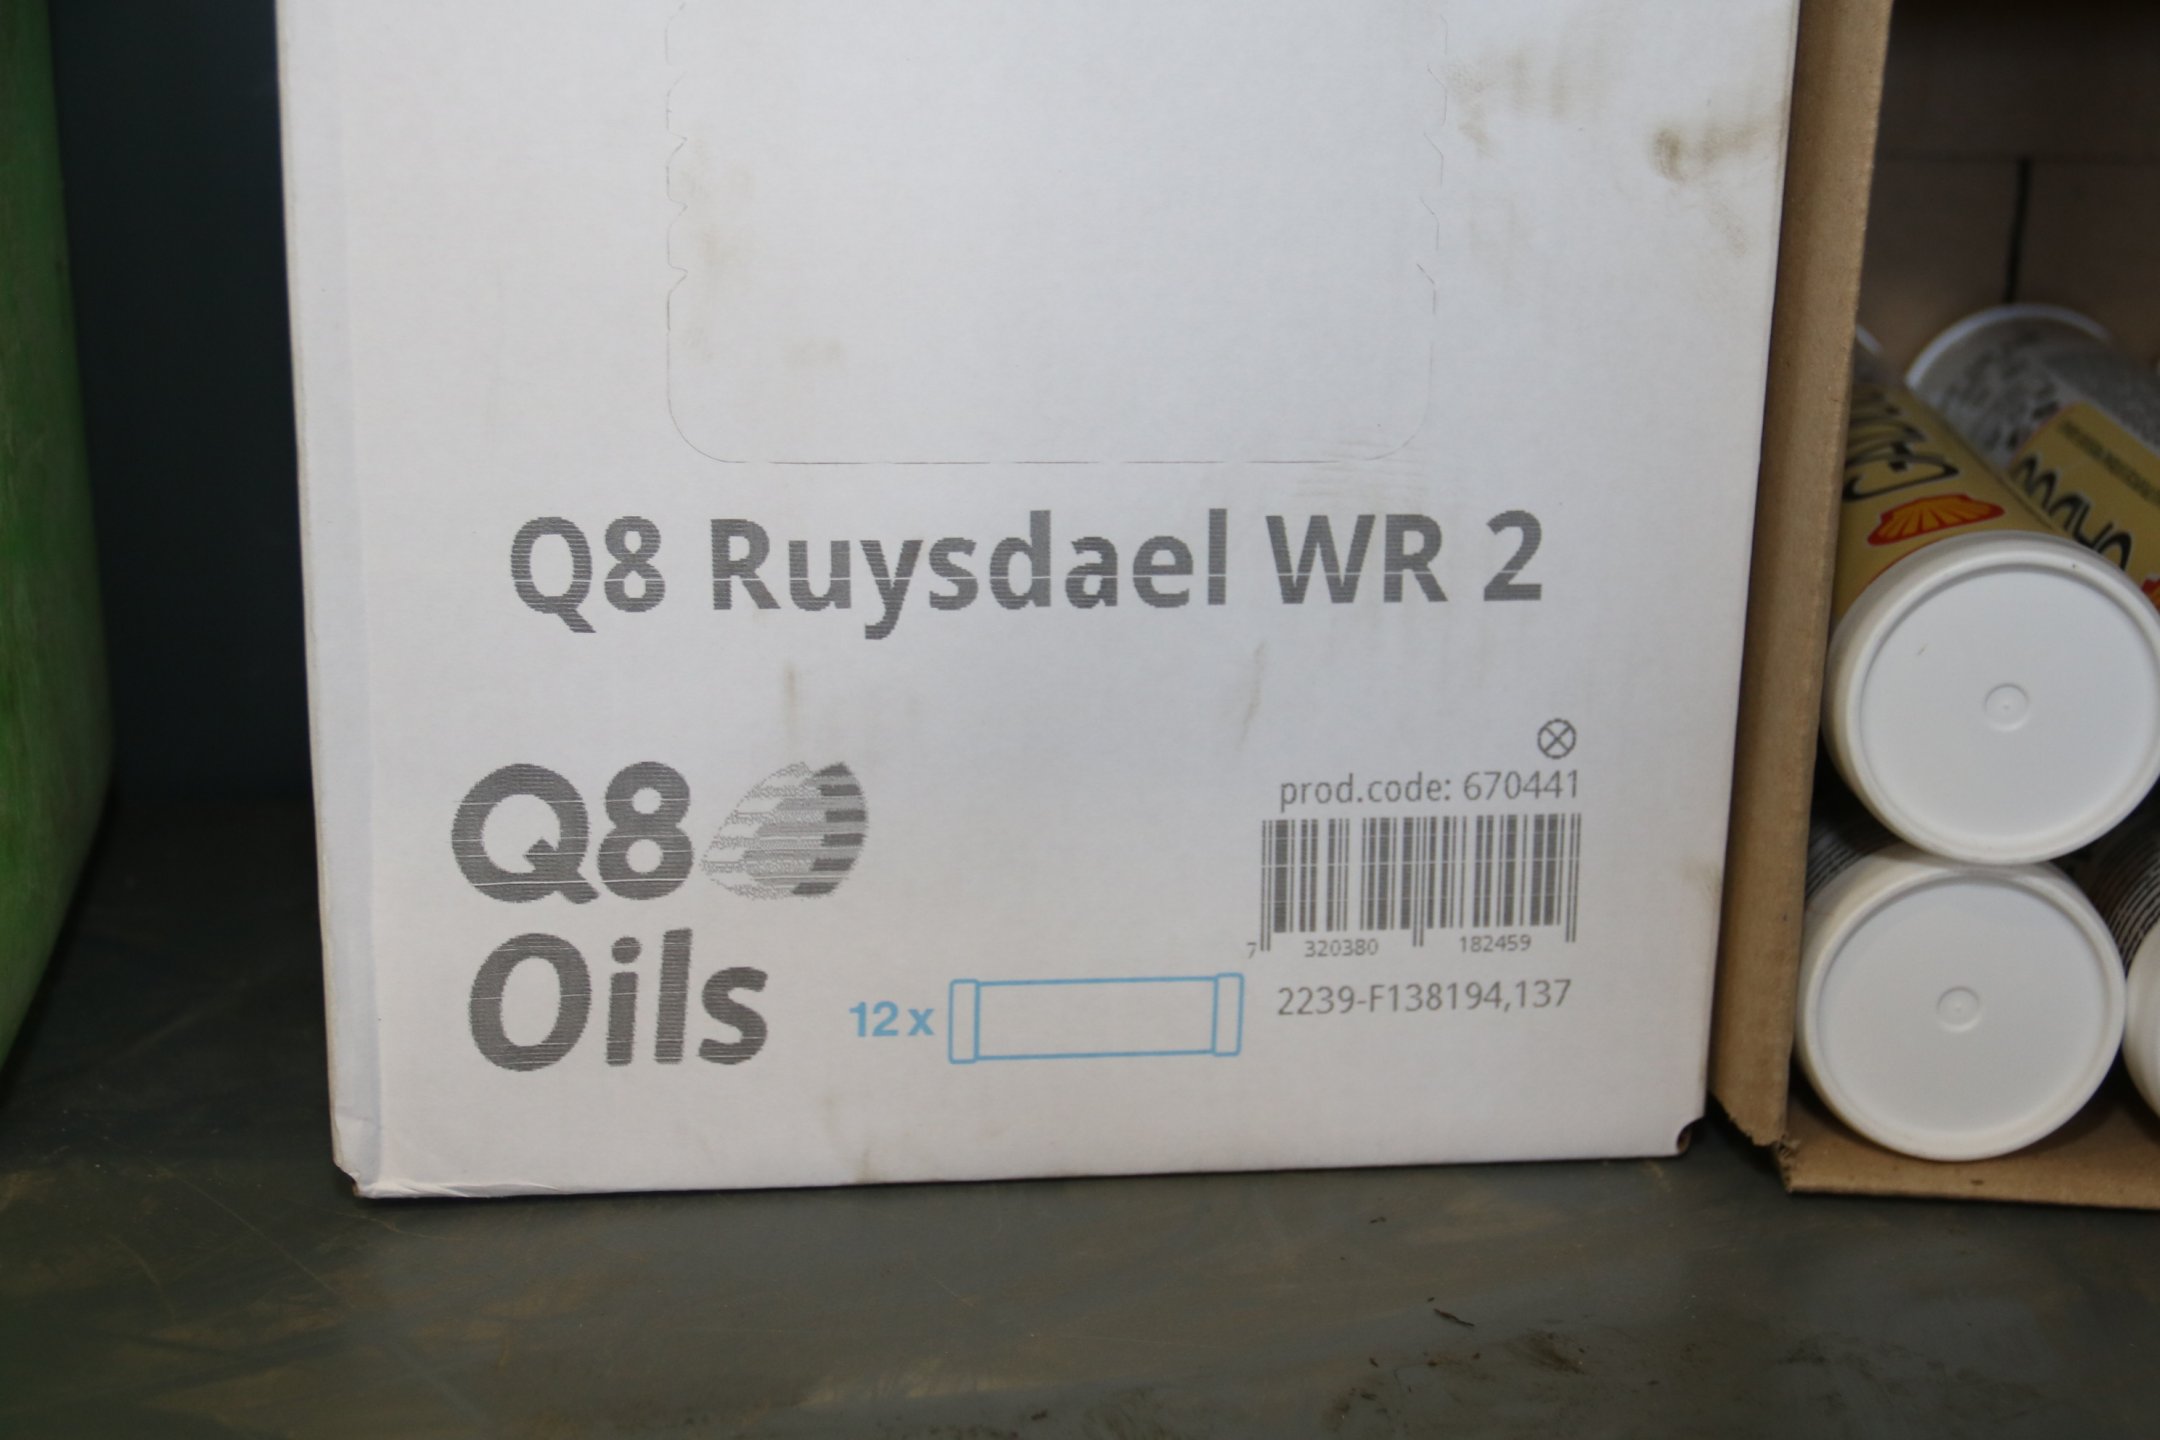 Q8 Ruysdael WR 2
Q8
Oils
12 x
prod.code: 670441
7 320380 182459
2239-F138194,137